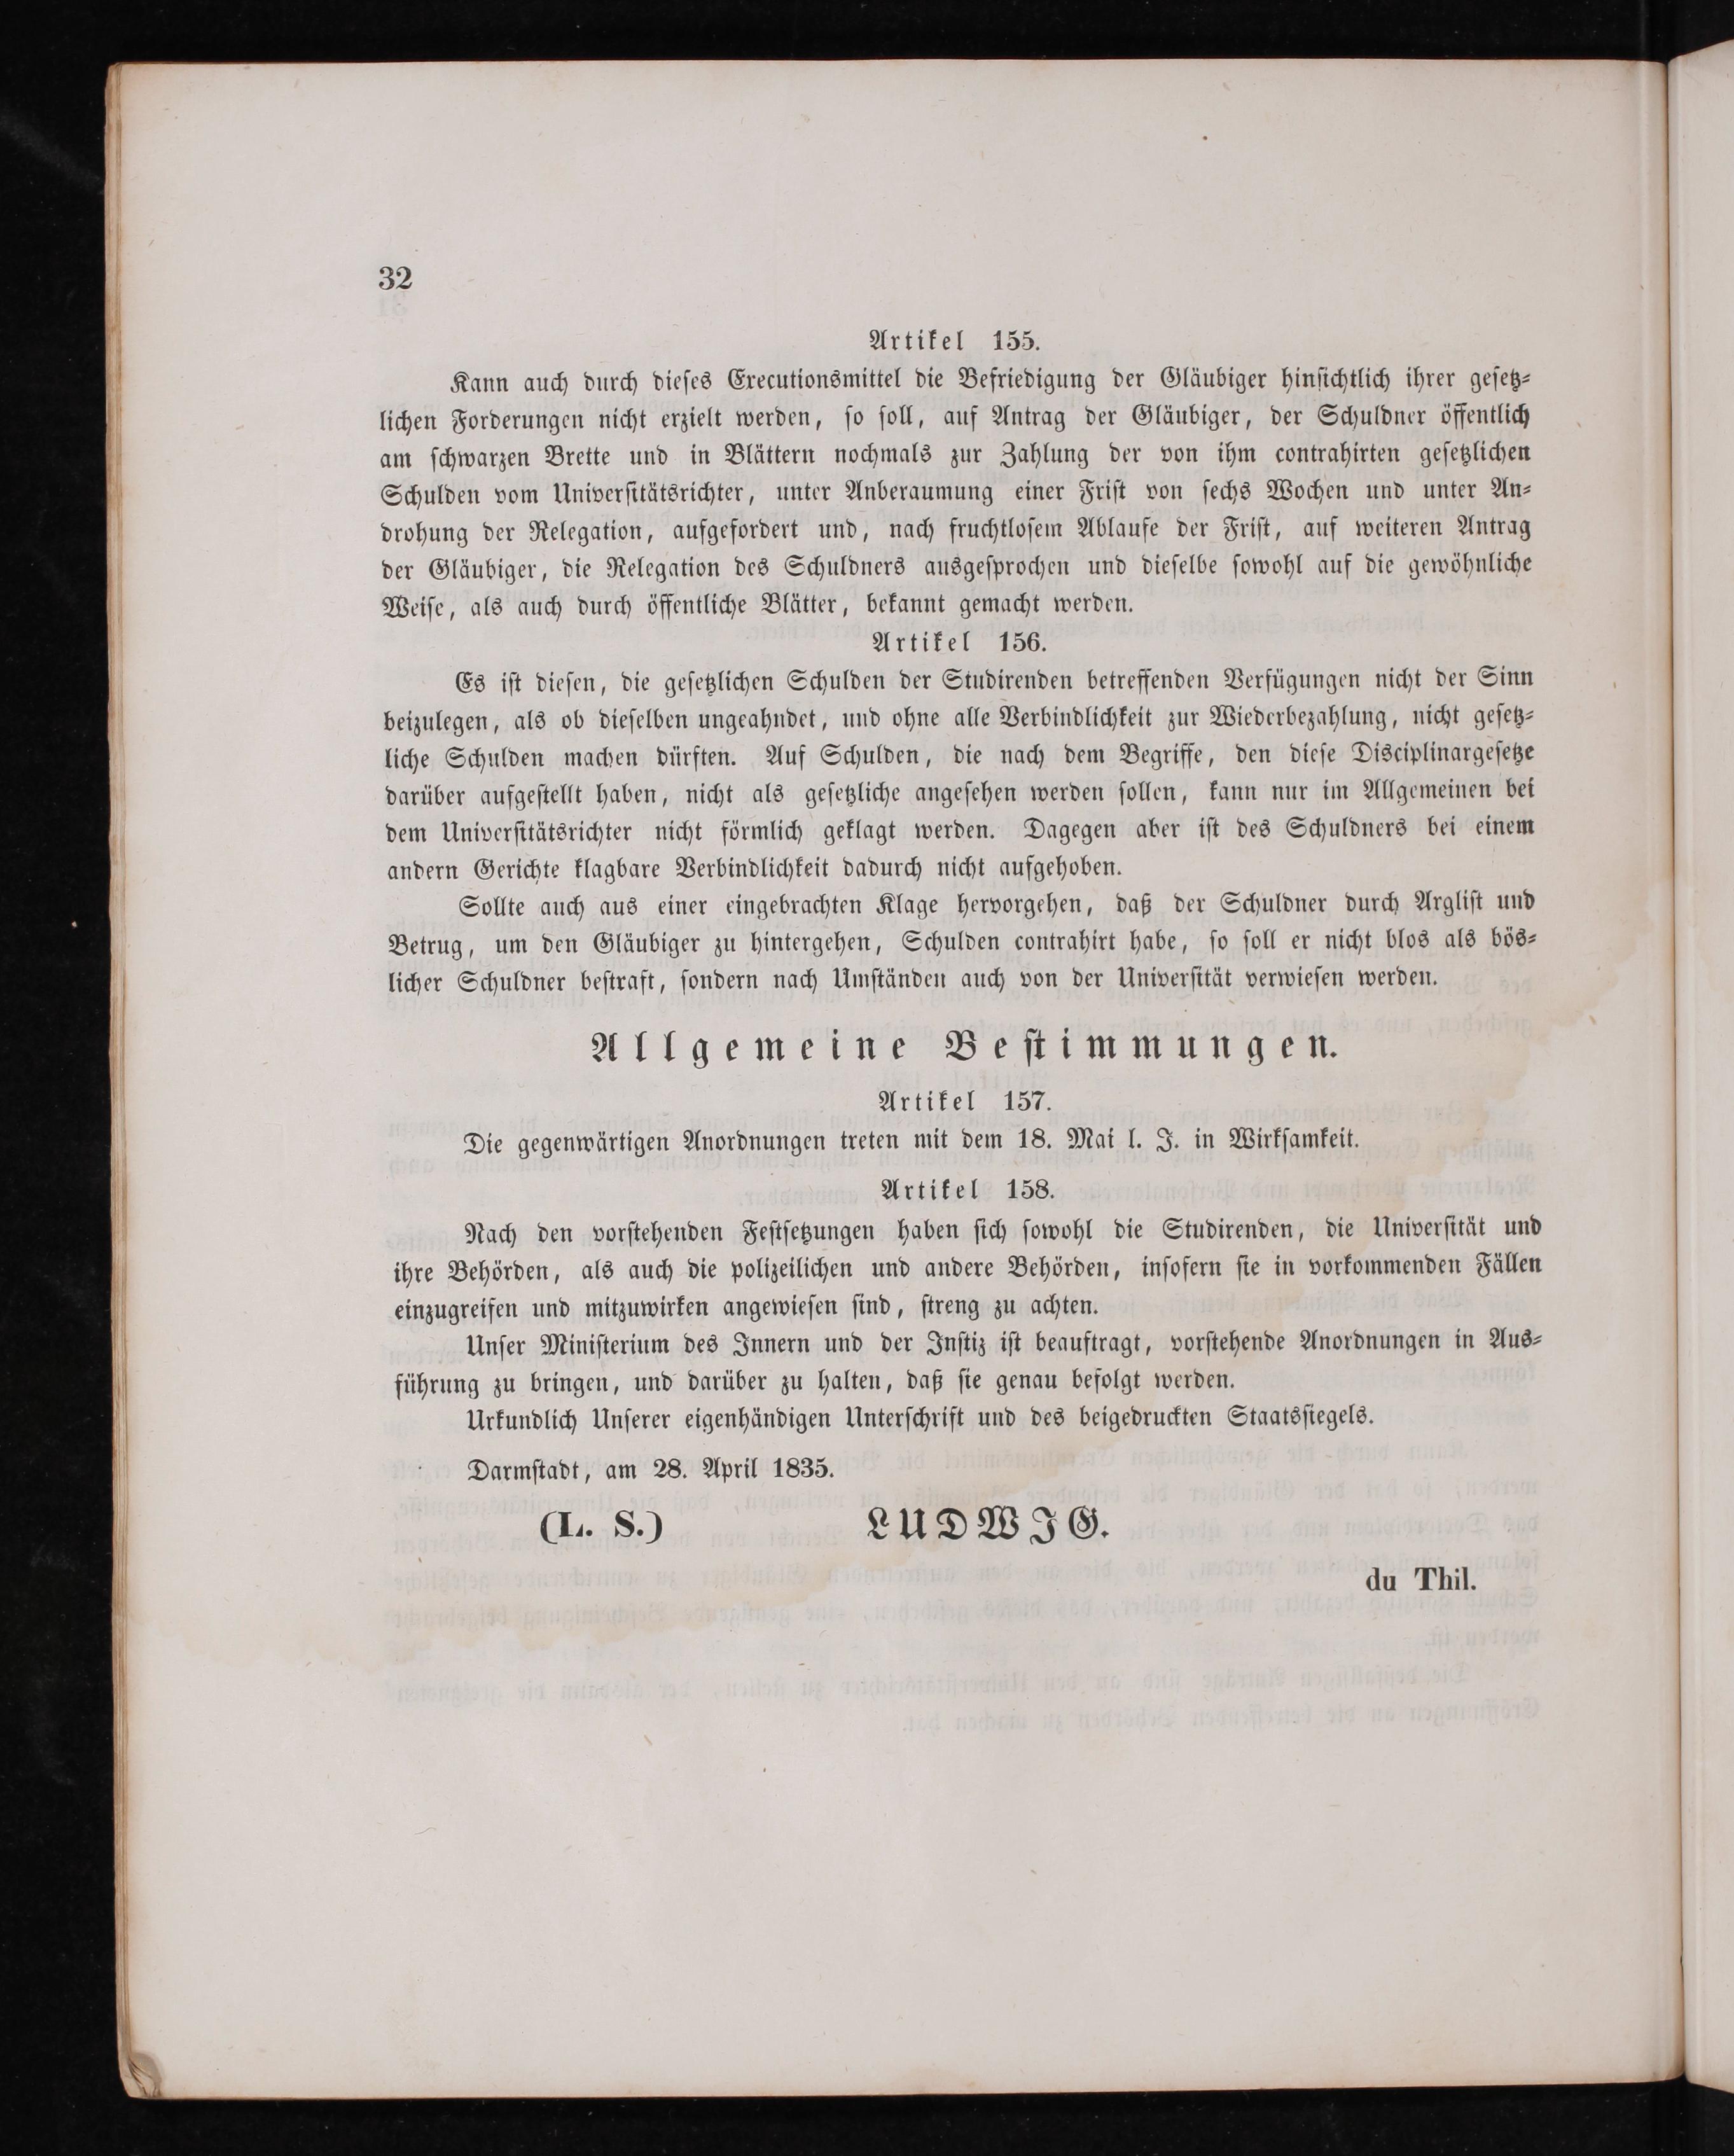 32
Artikel 155.
Kann auch durch dieses Executionsmittel die Befriedigung der Gläubiger hinsichtlich ihrer gesetz-
lichen Forderungen nicht erzielt werden, so soll, auf Antrag der Gläubiger, der Schuldner öffentlich
am schwarzen Brette und in Blättern nochmals zur Zahlung der von ihm contrahirten gesetzlichen
Schulden vom Universitätsrichter, unter Anberaumung einer Frist von sechs Wochen und unter An-
drohung der Relegation, aufgefordert und, nach fruchtlosem Ablaufe der Frist, auf weiteren Antrag
der Gläubiger, die Relegation des Schuldners ausgesprochen und dieselbe sowohl auf die gewöhnliche
Weise, als auch durch öffentliche Blätter, bekannt gemacht werden.
Artikel 156.
Es ist diesen, die gesetzlichen Schulden der Studirenden betreffenden Verfügungen nicht der Sinn
beizulegen, als ob dieselben ungeahndet, und ohne alle Verbindlichkeit zur Wiederbezahlung, nicht gesetz-
liche Schulden machen dürften. Auf Schulden, die nach dem Begriffe, den diese Disciplinargesetze
darüber aufgestellt haben, nicht als gesetzliche angesehen werden sollen, kann nur im Allgemeinen bei
dem Universitätsrichter nicht förmlich geklagt werden. Dagegen aber ist des Schuldners bei einem
andern Gerichte klagbare Verbindlichkeit dadurch nicht aufgehoben.
Sollte auch aus einer eingebrachten Klage hervorgehen, daß der Schuldner durch Arglist und
Betrug, um den Gläubiger zu hintergehen, Schulden contrahirt habe, so soll er nicht blos als bös-
licher Schuldner bestraft, sondern nach Umständen auch von der Universität verwiesen werden.
Allgemeine Bestimmungen.
Artikel 157.
Die gegenwärtigen Anordnungen treten mit dem 18. Mai l. J. in Wirksamkeit.
Artikel 158.
Nach den vorstehenden Festsetzungen haben sich sowohl die Studirenden, die Universität und
ihre Behörden, als auch die polizeilichen und andere Behörden, insofern sie in vorkommenden Fällen
einzugreifen und mitzuwirken angewiesen sind, streng zu achten.
Unser Ministerium des Innern und der Instiz ist beauftragt, vorstehende Anordnungen in Aus-
führung zu bringen, und darüber zu halten, daß sie genau befolgt werden.
Urkundlich Unserer eigenhändigen Unterschrift und des beigedruckten Staatssiegels.
Darmstadt, am 28. April 1835.
(L. S.) LUDWIG.
du Thil.